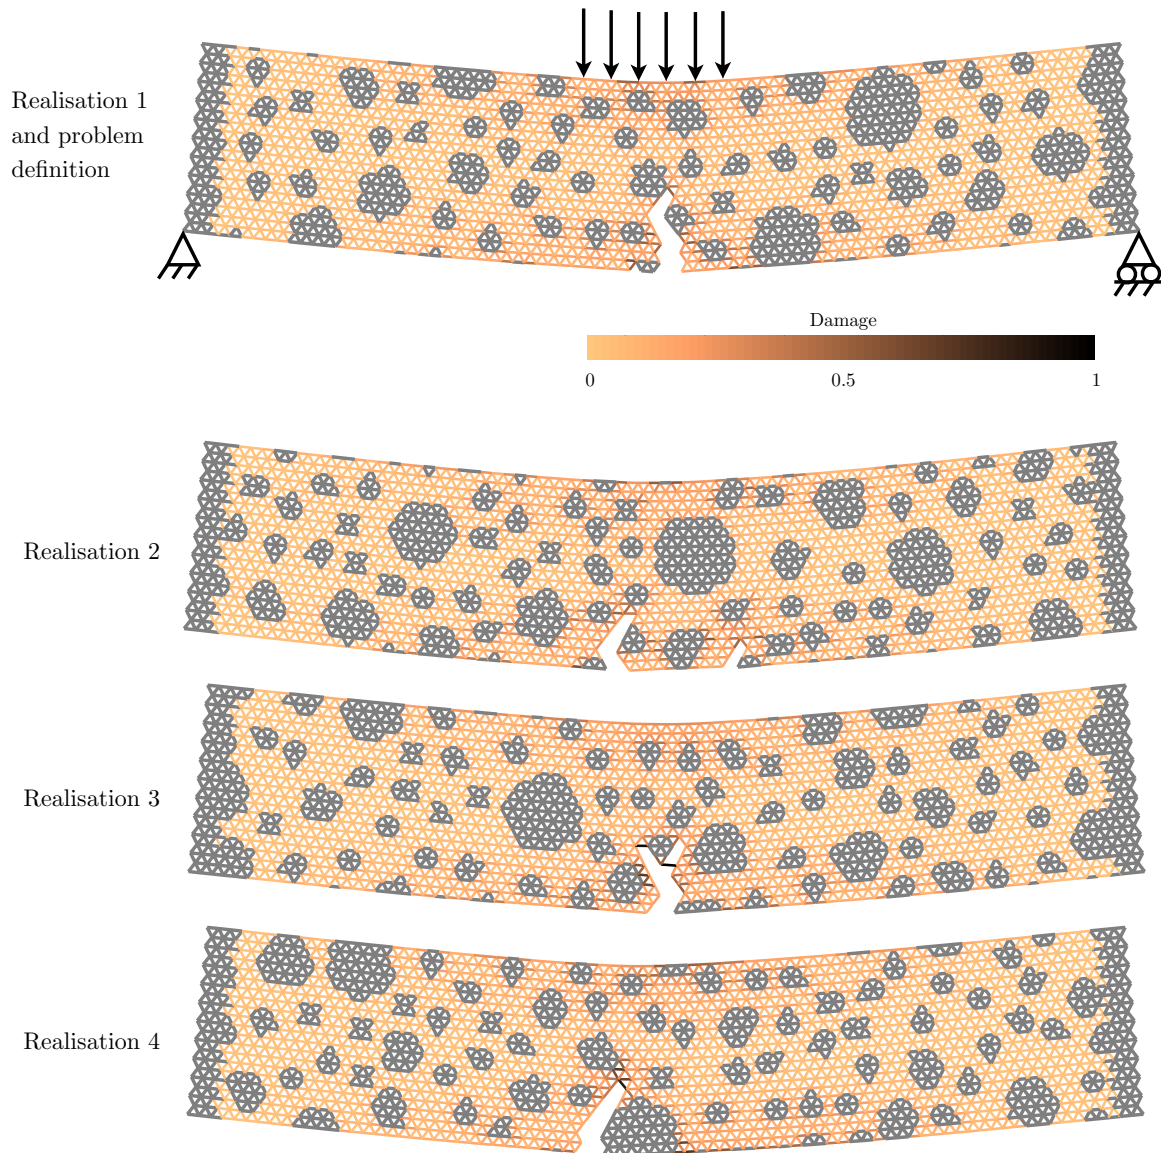 Realisation 1
and problem
definition
Damage
0 0.5 1
Realisation 2
Realisation 3
Realisation 4